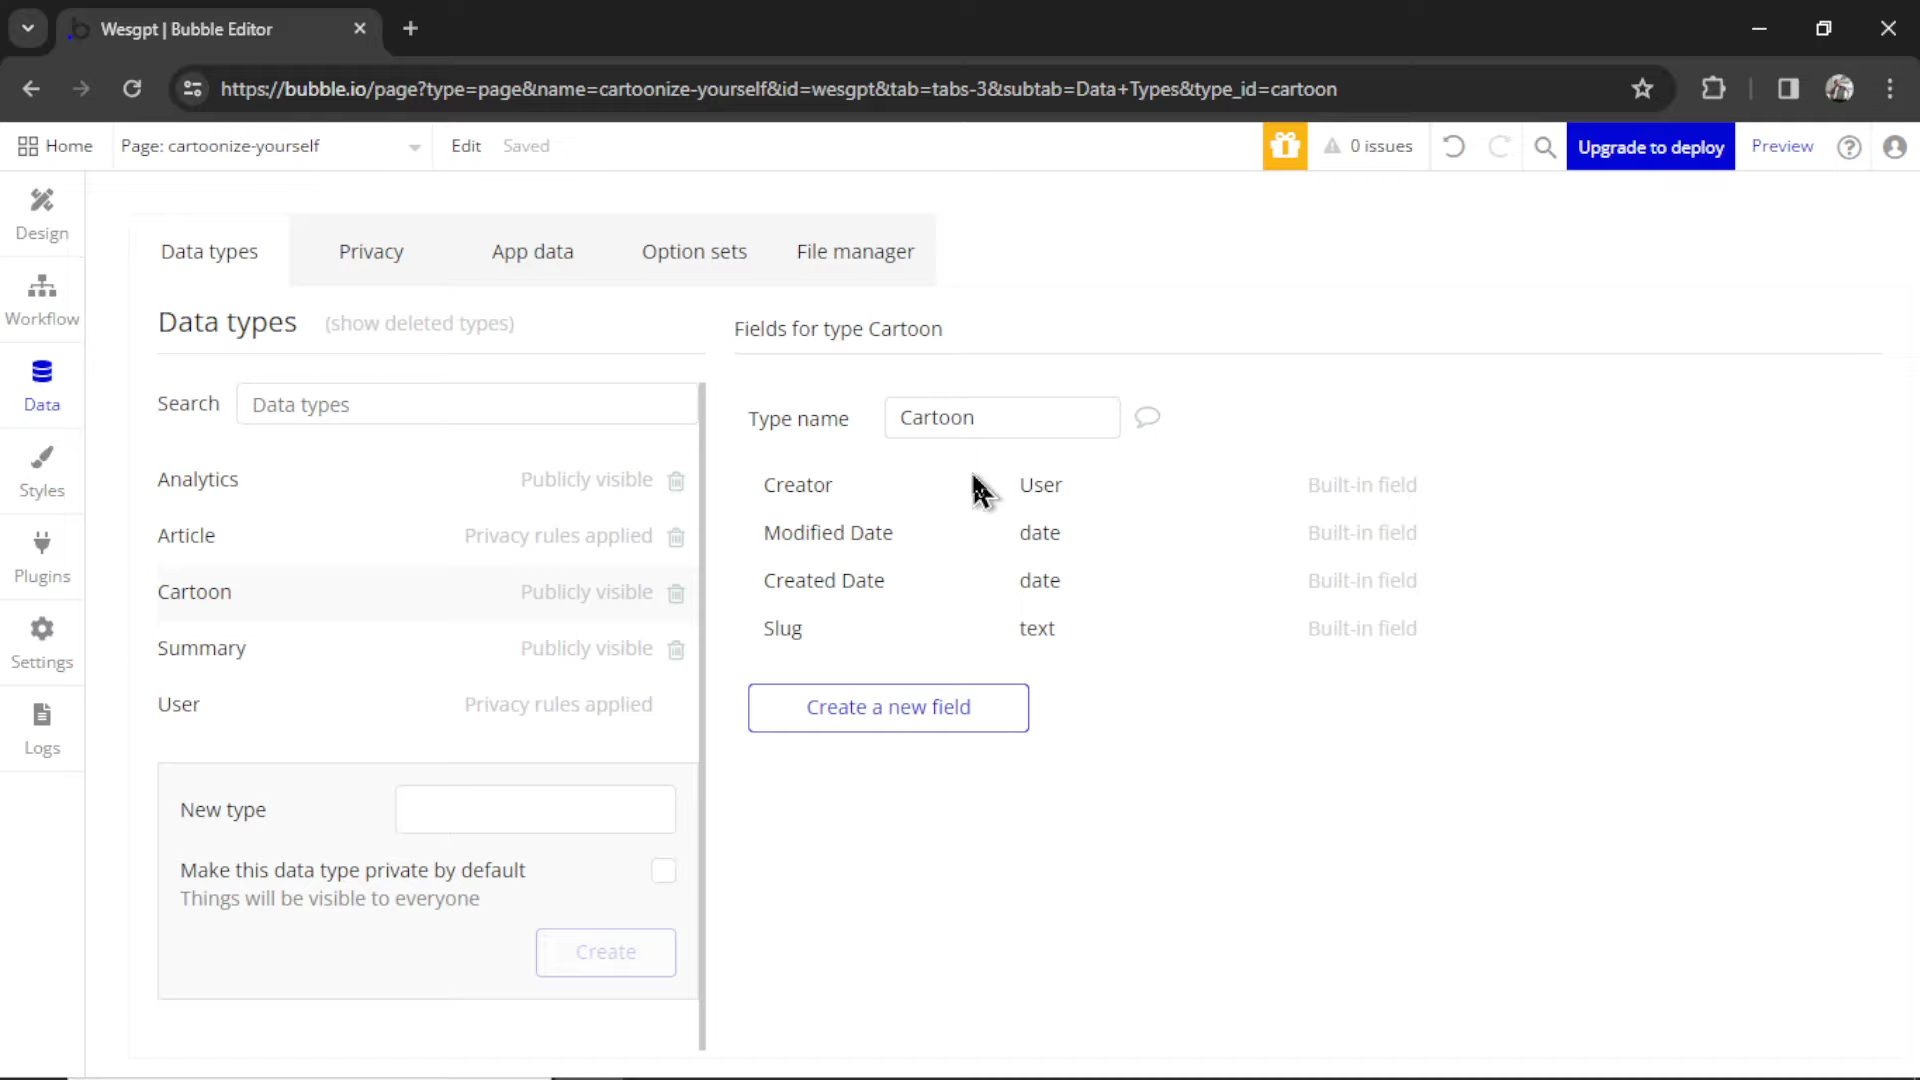 Wesgpt | Bubble Editor
https://bubble.io/page?type=page&name=cartoonize-yourself&id=wesgpt&tab=tabs-3&subtab=Data+Types&type_id=cartoon
Home
Page: cartoonize-yourself
Edit
Saved
0 issues
Upgrade to deploy
Preview
Design
Workflow
Data
Styles
Plugins
Settings
Logs
Data types
Privacy
App data
Option sets
File manager
Data types (show deleted types)
Search Data types
Analytics Publicly visible
Article Privacy rules applied
Cartoon Publicly visible
Summary Publicly visible
User Privacy rules applied
New type
Make this data type private by default
Things will be visible to everyone
Create
Fields for type Cartoon
Type name Cartoon
Creator User Built-in field
Modified Date date Built-in field
Created Date date Built-in field
Slug text Built-in field
Create a new field